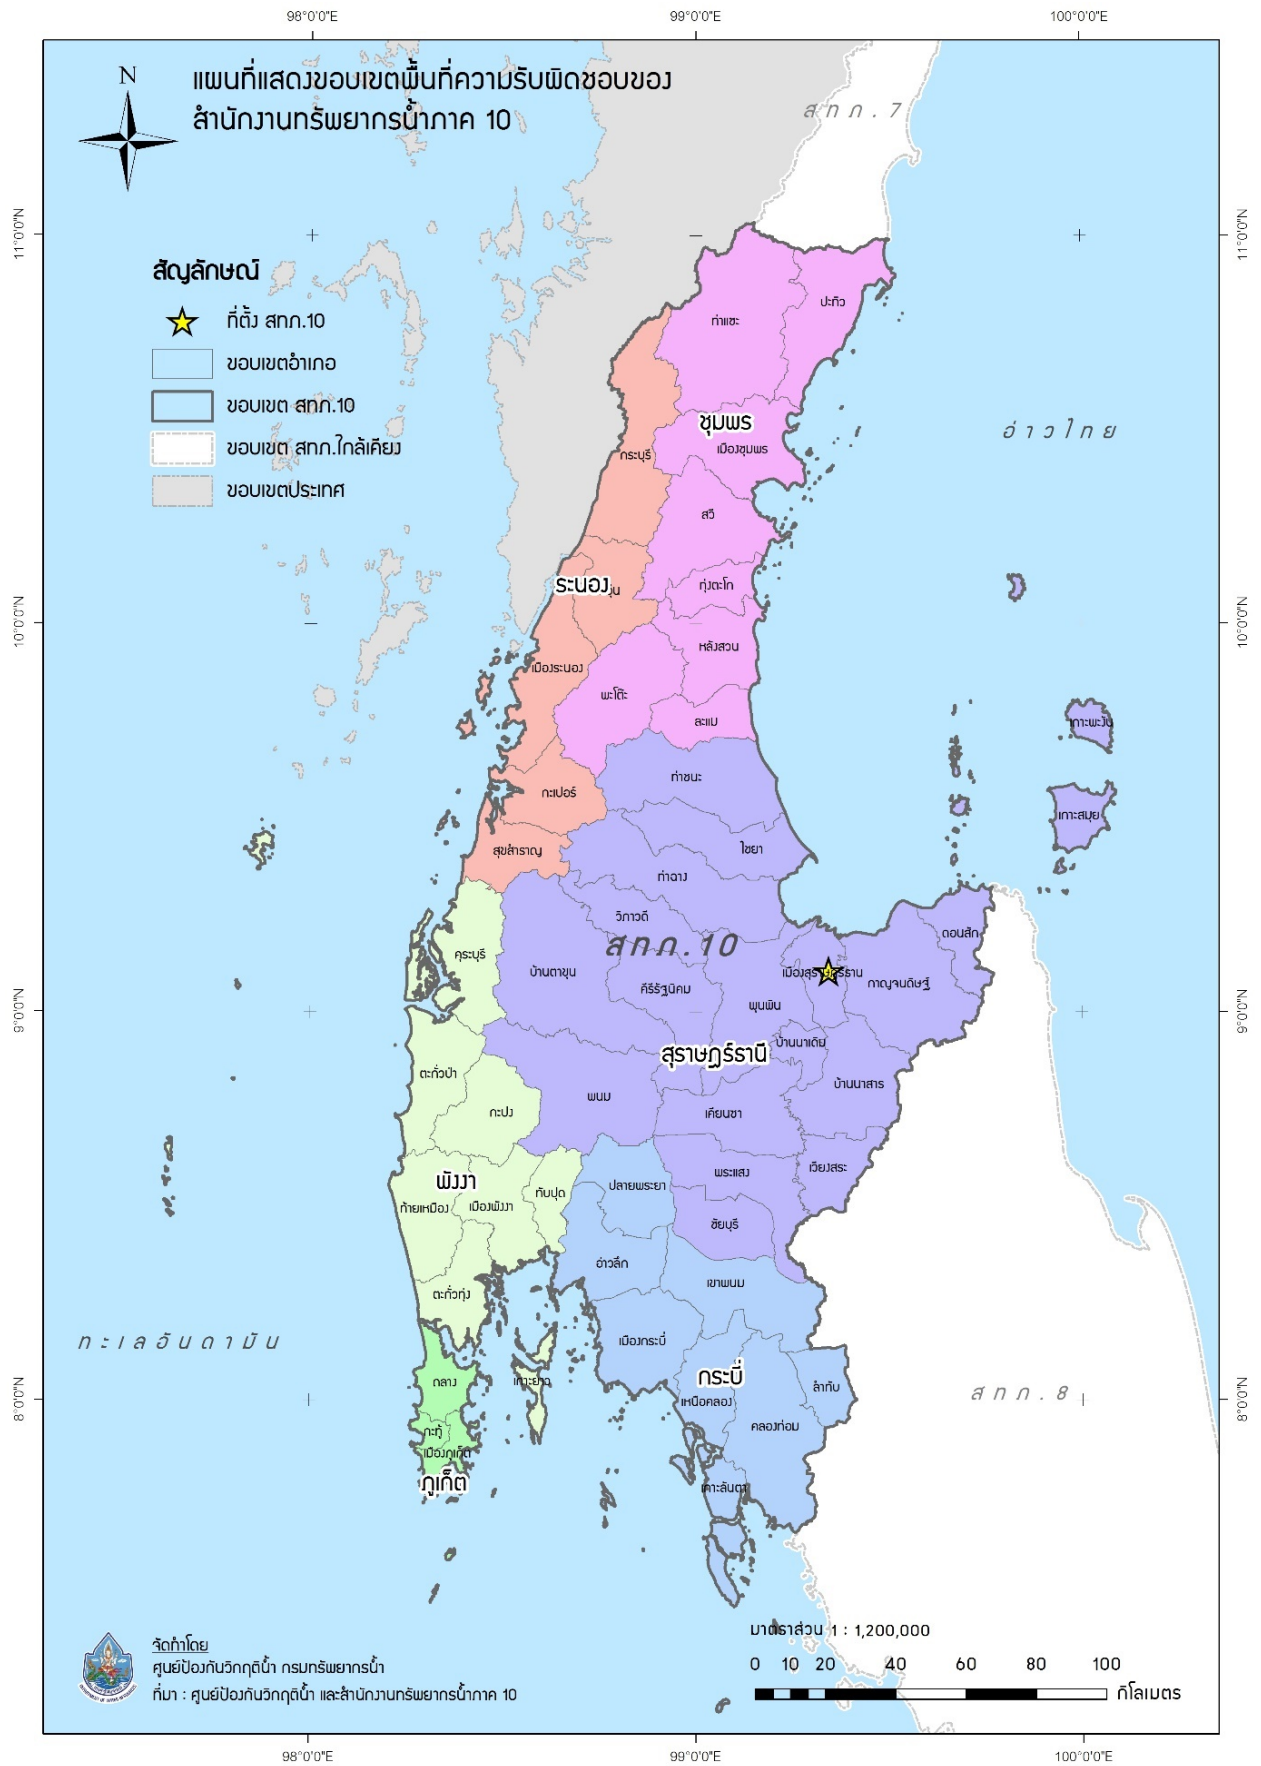 98°0'0"E
99°0'0"E
100°0'0"E
N
แผนที่แสดงขอบเขตพื้นที่ความรับผิดชอบของ
สำนักงานทรัพยากรน้ำภาค 10
สทภ.7
11°0'0"N
11°0'0"N
สัญลักษณ์
ที่ตั้ง สทภ.10
ขอบเขตอำเภอ
ขอบเขต สทภ.10
ขอบเขต สทภ.ใกล้เคียง
ขอบเขตประเทศ
ปะทิว
ท่าแซะ
ชุมพร
อ่าวไทย
เมืองชุมพร
กระบุรี
สวี
ระนอง
ทุ่งตะโก
10°0'0"N
10°0'0"N
หลังสวน
เมืองระนอง
พะโต๊ะ
ละแม
เกาะพะงัน
ท่าชนะ
กะเปอร์
เกาะสมุย
สุขสำราญ
ไชยา
ท่าฉาง
วิภาวดี
ดอนสัก
สทภ.10
คุระบุรี
บ้านตาขุน
กาญจนดิษฐ์
คีรีรัฐนิคม
พุนพิน
9°0'0"N
9°0'0"N
บ้านนาเดิม
สุราษฎร์ธานี
ตะกั่วป่า
บ้านนาสาร
พนม
กะปง
เคียนซา
เวียงสระ
พระแสง
พังงา
ปลายพระยา
ทับปุด
ท้ายเหมือง
เมืองพังงา
ชัยบุรี
อ่าวลึก
เขาพนม
ตะกั่วทุ่ง
ทะเลอันดามัน
เมืองกระบี่
กระบี่
ถลาง
เกาะยาว
ลำทับ
สทภ.8
8°0'0"N
8°0'0"N
เหนือคลอง
คลองท่อม
กะทู้
เมืองภูเก็ต
ภูเก็ต
เกาะลันตา
มาตราส่วน 1 : 1,200,000
0 10 20 40 60 80 100
กิโลเมตร
จัดทำโดย
ศูนย์ป้องกันวิกฤติน้ำ กรมทรัพยากรน้ำ
ที่มา : ศูนย์ป้องกันวิกฤติน้ำ และสำนักงานทรัพยากรน้ำภาค 10
98°0'0"E
99°0'0"E
100°0'0"E